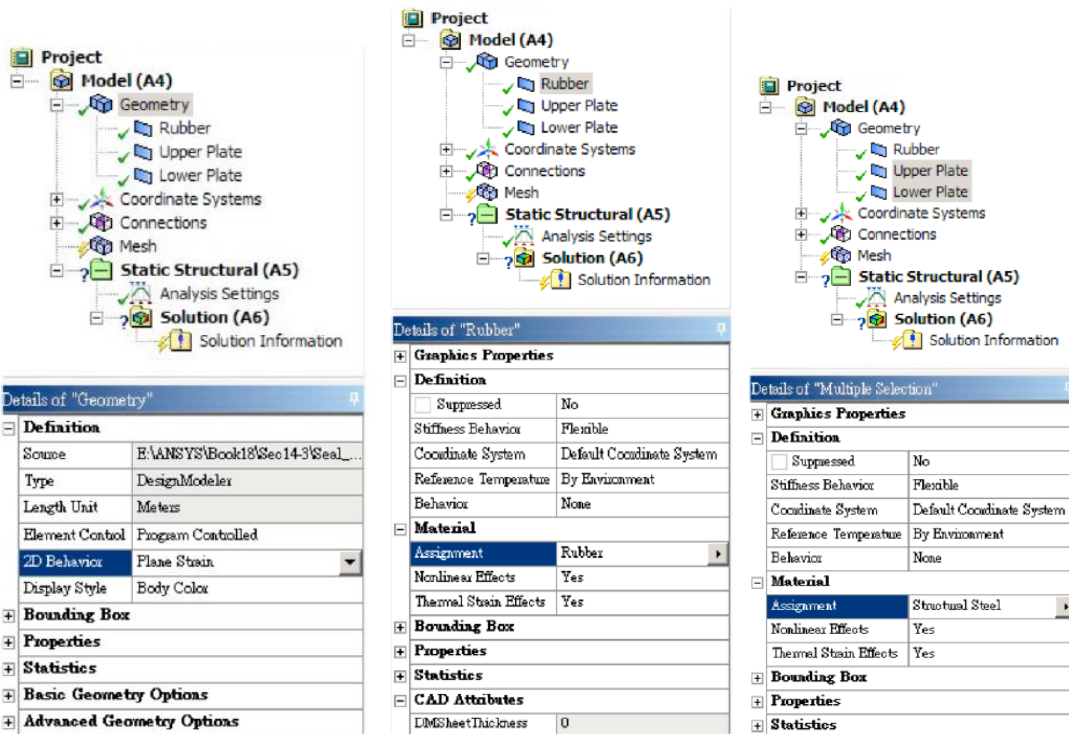 Project
Model (A4)
Geometry
Rubber
Upper Plate
Lower Plate
Coordinate Systems
Connections
Mesh
Static Structural (A5)
Analysis Settings
Solution (A6)
Solution Information
Details of "Geometry"
Definition
Source E:\ANSYS\Book18\Sec14-3\Seal_...
Type DesignModeler
Length Unit Meters
Element Control Program Controlled
2D Behavior Plane Strain
Display Style Body Color
Bounding Box
Properties
Statistics
Basic Geometry Options
Advanced Geometry Options
Project
Model (A4)
Geometry
Rubber
Upper Plate
Lower Plate
Coordinate Systems
Connections
Mesh
Static Structural (A5)
Analysis Settings
Solution (A6)
Solution Information
Details of "Rubber"
Graphics Properties
Definition
Suppressed No
Stiffness Behavior Flexible
Coordinate System Default Coordinate System
Reference Temperature By Environment
Behavior None
Material
Assignment Rubber
Nonlinear Effects Yes
Thermal Strain Effects Yes
Bounding Box
Properties
Statistics
CAD Attributes
DMSheetThickness 0
Project
Model (A4)
Geometry
Rubber
Upper Plate
Lower Plate
Coordinate Systems
Connections
Mesh
Static Structural (A5)
Analysis Settings
Solution (A6)
Solution Information
Details of "Multiple Selection"
Graphics Properties
Definition
Suppressed No
Stiffness Behavior Flexible
Coordinate System Default Coordinate System
Reference Temperature By Environment
Behavior None
Material
Assignment Structural Steel
Nonlinear Effects Yes
Thermal Strain Effects Yes
Bounding Box
Properties
Statistics